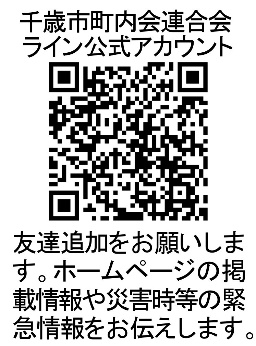 千歳市町内会連合会
ライン公式アカウント
友達追加をお願いしま
す。ホームページの掲
載情報や災害時等の緊
急情報をお伝えします。